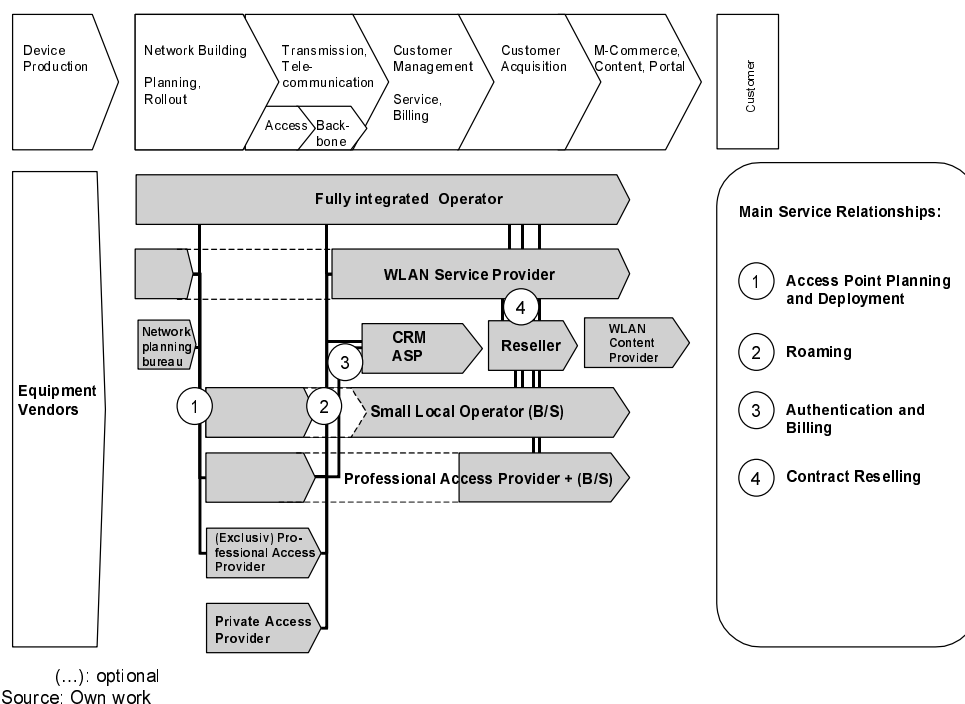 Device
Production
Network Building
Planning,
Rollout
Transmission,
Tele-
communication
Access
Back-
bone
Customer
Management
Service,
Billing
Customer
Acquisition
M-Commerce,
Content, Portal
Customer
Equipment
Vendors
Fully integrated Operator
WLAN Service Provider
4
Network
planning
bureau
3
CRM
ASP
Reseller
WLAN
Content
Provider
1
2
Small Local Operator (B/S)
Professional Access Provider + (B/S)
(Exclusiv) Pro-
fessional Access
Provider
Private Access
Provider
Main Service Relationships:
1
Access Point Planning
and Deployment
2
Roaming
3
Authentication and
Billing
4
Contract Reselling
(...): optional
Source: Own work